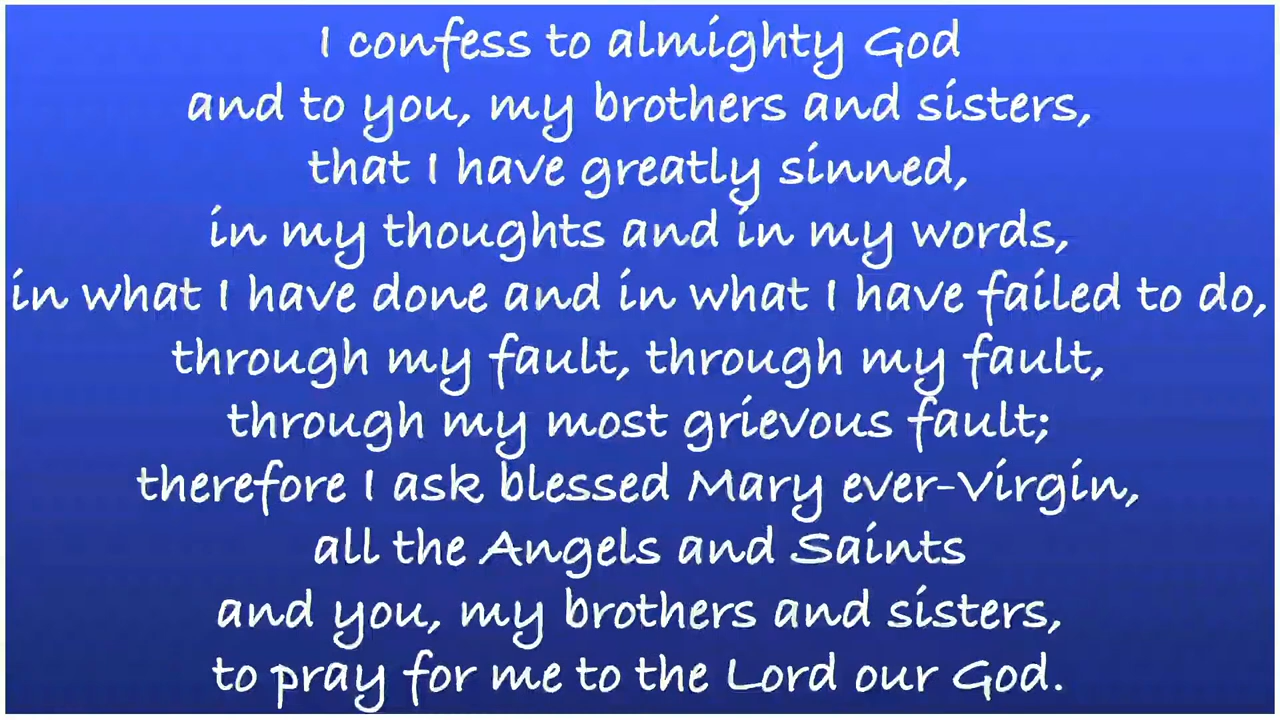 I confess to almighty God
and to you, my brothers and sisters,
that I have greatly sinned,
in my thoughts and in my words,
in what I have done and in what I have failed to do,
through my fault, through my fault,
through my most grievous fault;
therefore I ask blessed Mary ever-Virgin,
all the Angels and Saints
and you, my brothers and sisters,
to pray for me to the Lord our God.